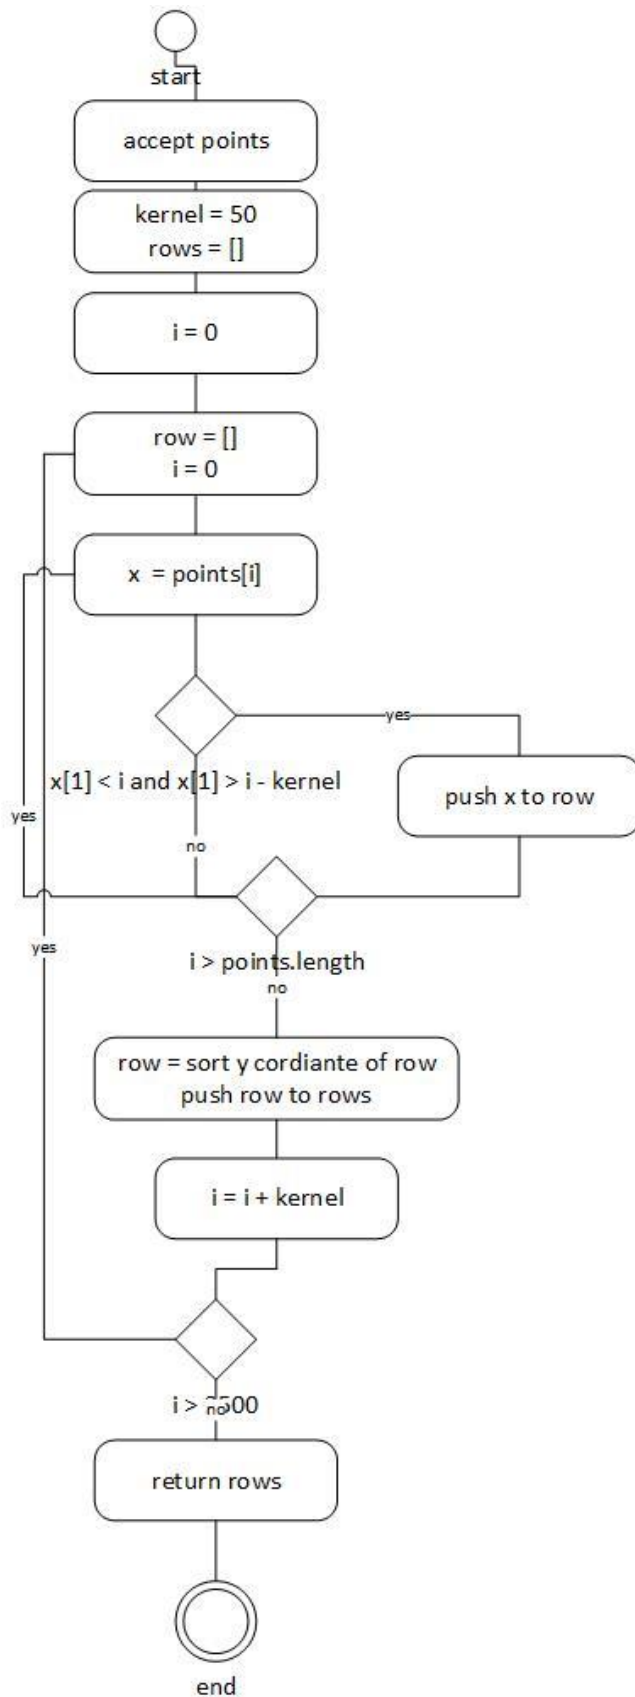 start
accept points
kernel = 50
rows = []
i = 0
row = []
i = 0
x = points[i]
yes
x[1] < i and x[1] > i - kernel
push x to row
yes
no
yes
i > points.length
no
row = sort y cordiante of row
push row to rows
i = i + kernel
i >
no
return rows
end